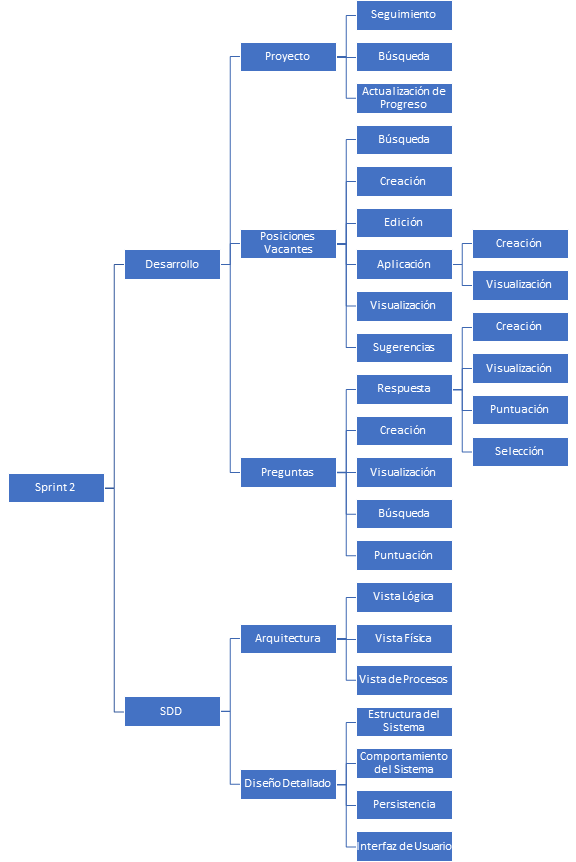 Seguimiento
Proyecto
Búsqueda
Actualización de
Progreso
Búsqueda
Creación
Edición
Posiciones
Vacantes
Creación
Desarrollo
Aplicación
Visualización
Visualización
Creación
Sugerencias
Visualización
Respuesta
Puntuación
Creación
Selección
Preguntas
Visualización
Sprint 2
Búsqueda
Puntuación
Vista Lógica
Arquitectura
Vista Física
Vista de Procesos
SDD
Estructura del
Sistema
Comportamiento
del Sistema
Diseño Detallado
Persistencia
Interfaz de Usuario